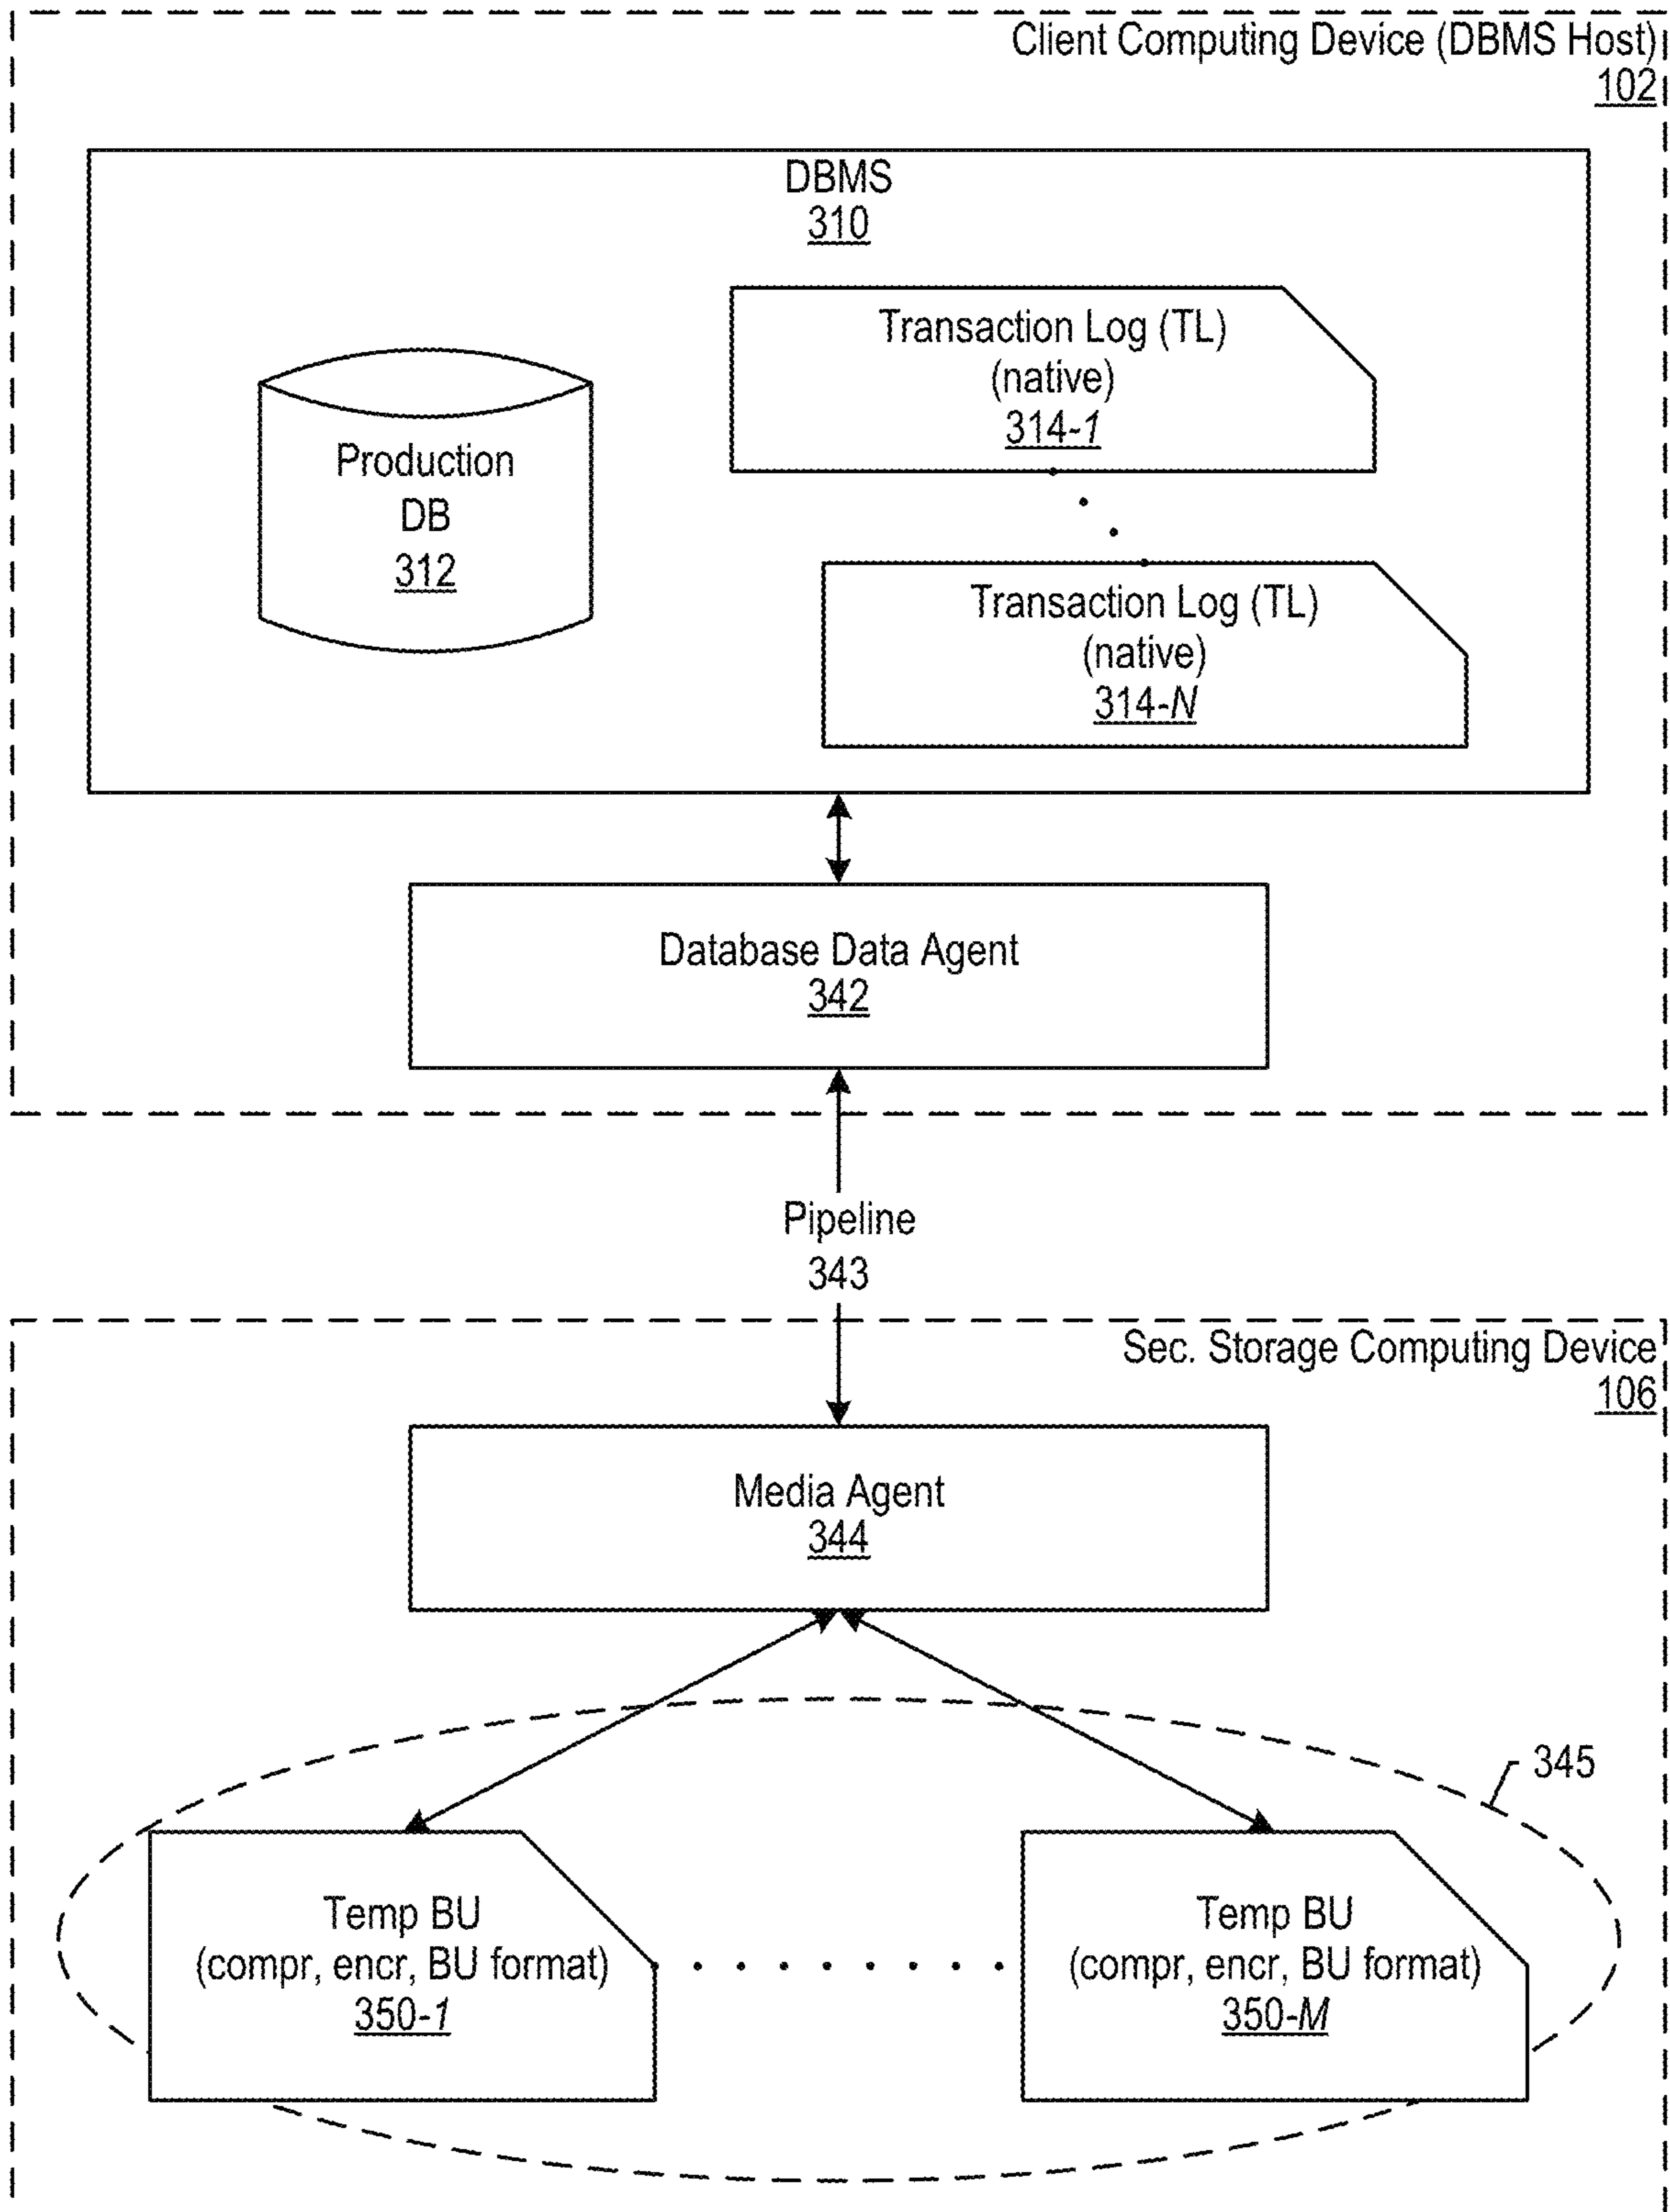 Client Computing Device (DBMS Host)
102
DBMS
310
Transaction Log (TL)
(native)
314-1
Production
DB
312
Transaction Log (TL)
(native)
314-N
Database Data Agent
342
Pipeline
343
Sec. Storage Computing Device
106
Media Agent
344
345
Temp BU
(compr, encr, BU format)
350-1
Temp BU
(compr, encr, BU format)
350-M